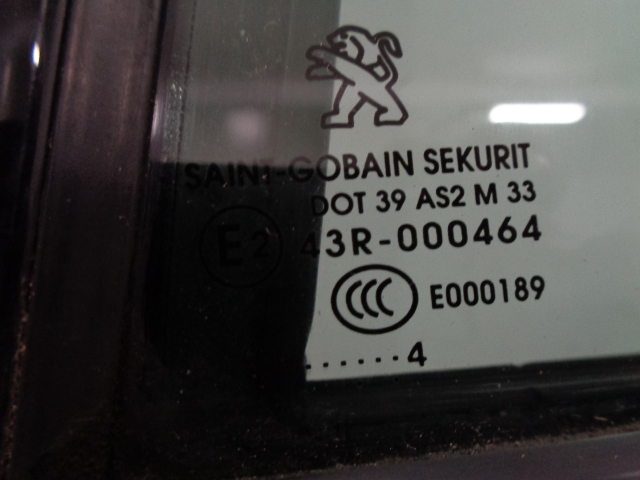 SAINT-GOBAIN SEKURIT
DOT 39 AS2 M 33
E2 43R-000464
CCC E000189
.......4